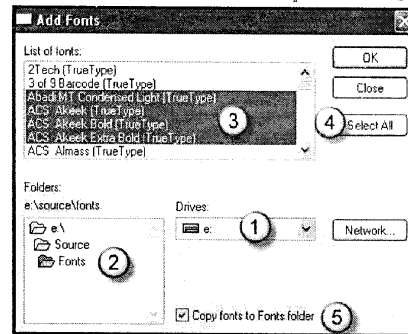 Add Fonts
List of fonts:
2Tech (TrueType)
3 of 9 Barcode (TrueType)
Abadi MT Condensed Light (TrueType)
ACS Akeek (TrueType)
ACS Akeek Bold (TrueType)
ACS Akeek Extra Bold (TrueType)
ACS Almass (TrueType)
3
OK
Close
4
Select All
Folders:
e:\source\fonts
e:\
Source
Fonts
2
Drives:
e:
1
Network...
Copy fonts to Fonts folder
5